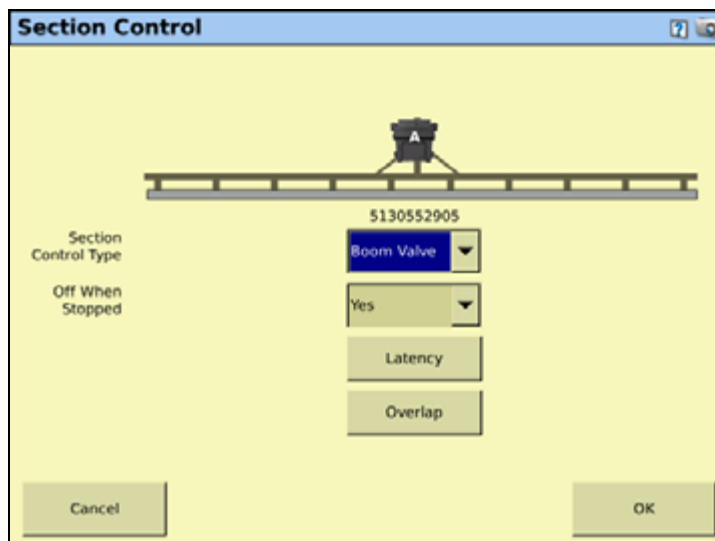 Section Control
?
A
5130552905
Section
Control Type
Boom Valve
Off When
Stopped
Yes
Latency
Overlap
Cancel
OK